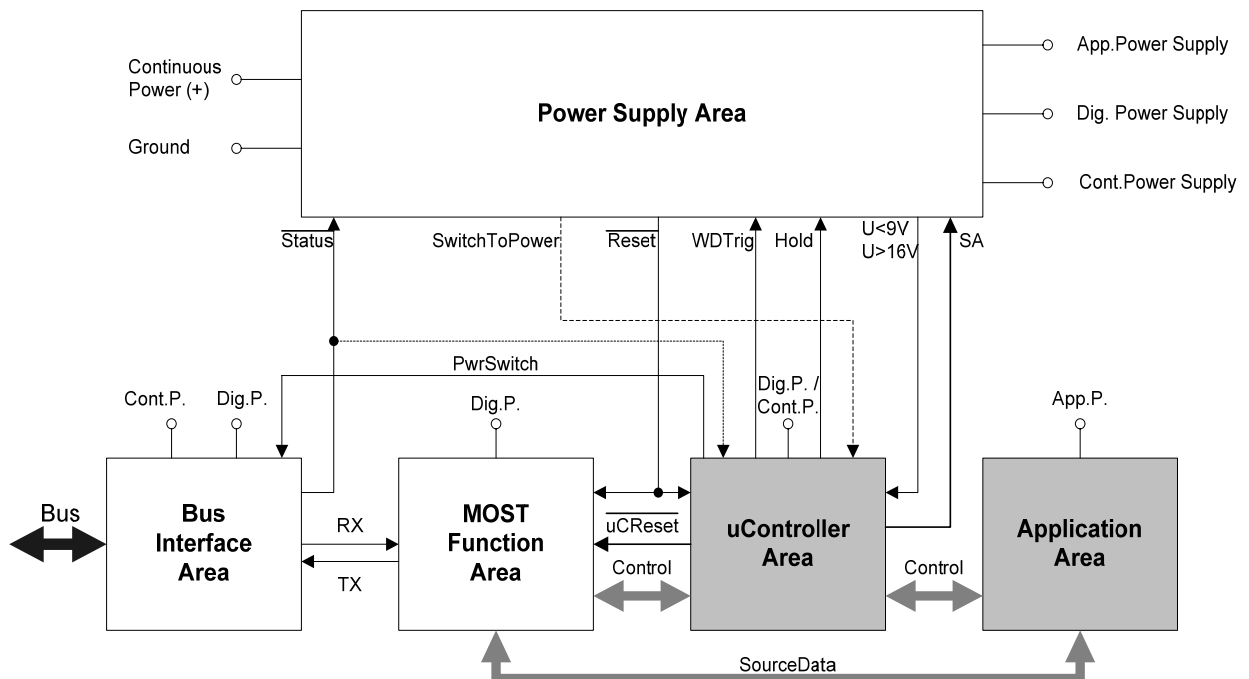 Continuous
Power (+)
Ground
Power Supply Area
App.Power Supply
Dig. Power Supply
Cont.Power Supply
Status
SwitchToPower
Reset
WDTrig
Hold
U<9V
U>16V
SA
PwrSwitch
Cont.P.
Dig.P.
Dig.P.
Dig.P. /
Cont.P.
App.P.
Bus
Bus
Interface
Area
RX
TX
MOST
Function
Area
uCReset
Control
uController
Area
Control
Application
Area
SourceData